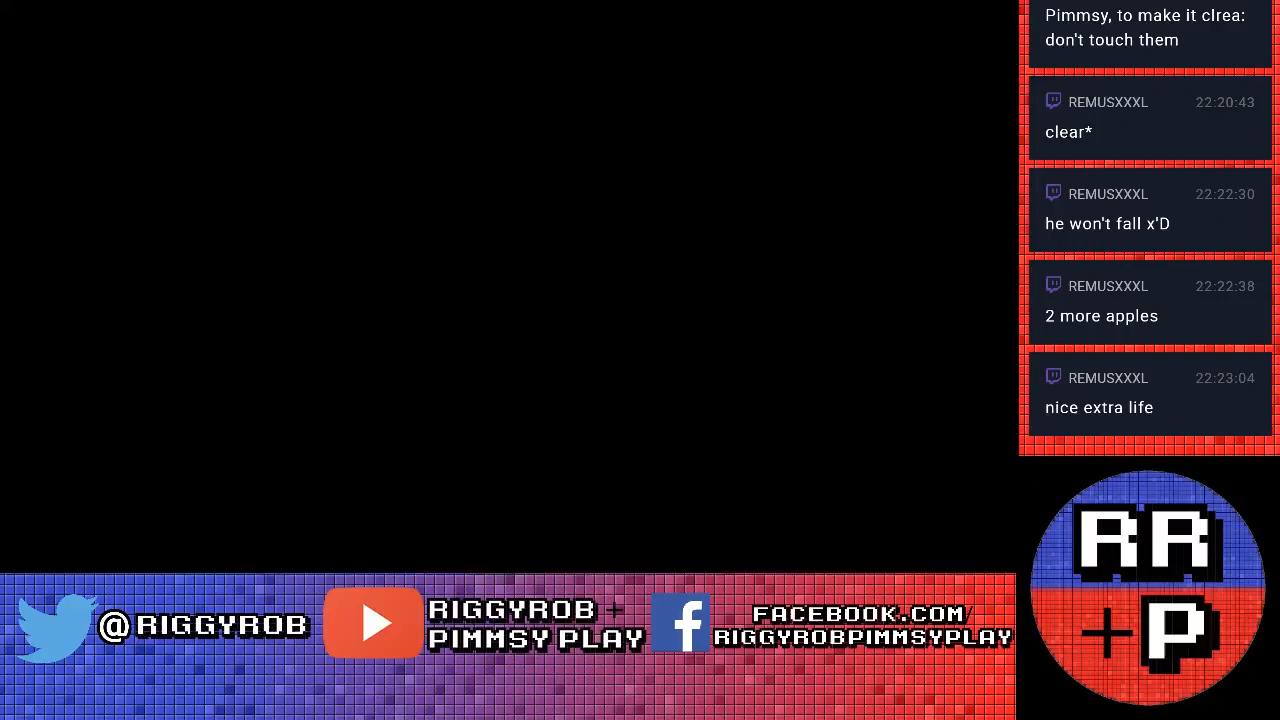 Pimmsy, to make it clrea:
don't touch them
REMUSXXXL 22:20:43
clear*
REMUSXXXL 22:22:30
he won't fall x'D
REMUSXXXL 22:22:38
2 more apples
REMUSXXXL 22:23:04
nice extra life
@RIGGYROB
RIGGYROB +
PIMMSY PLAY
FACEBOOK.COM/
RIGGYROBPIMMSYPLAY
RR
+P